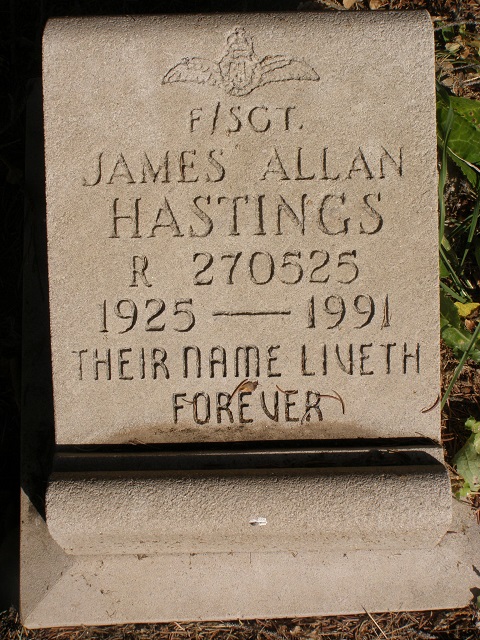 F/SGT.
JAMES ALLAN
HASTINGS
R 270525
1925 — 1991
THEIR NAME LIVETH
FOREVER